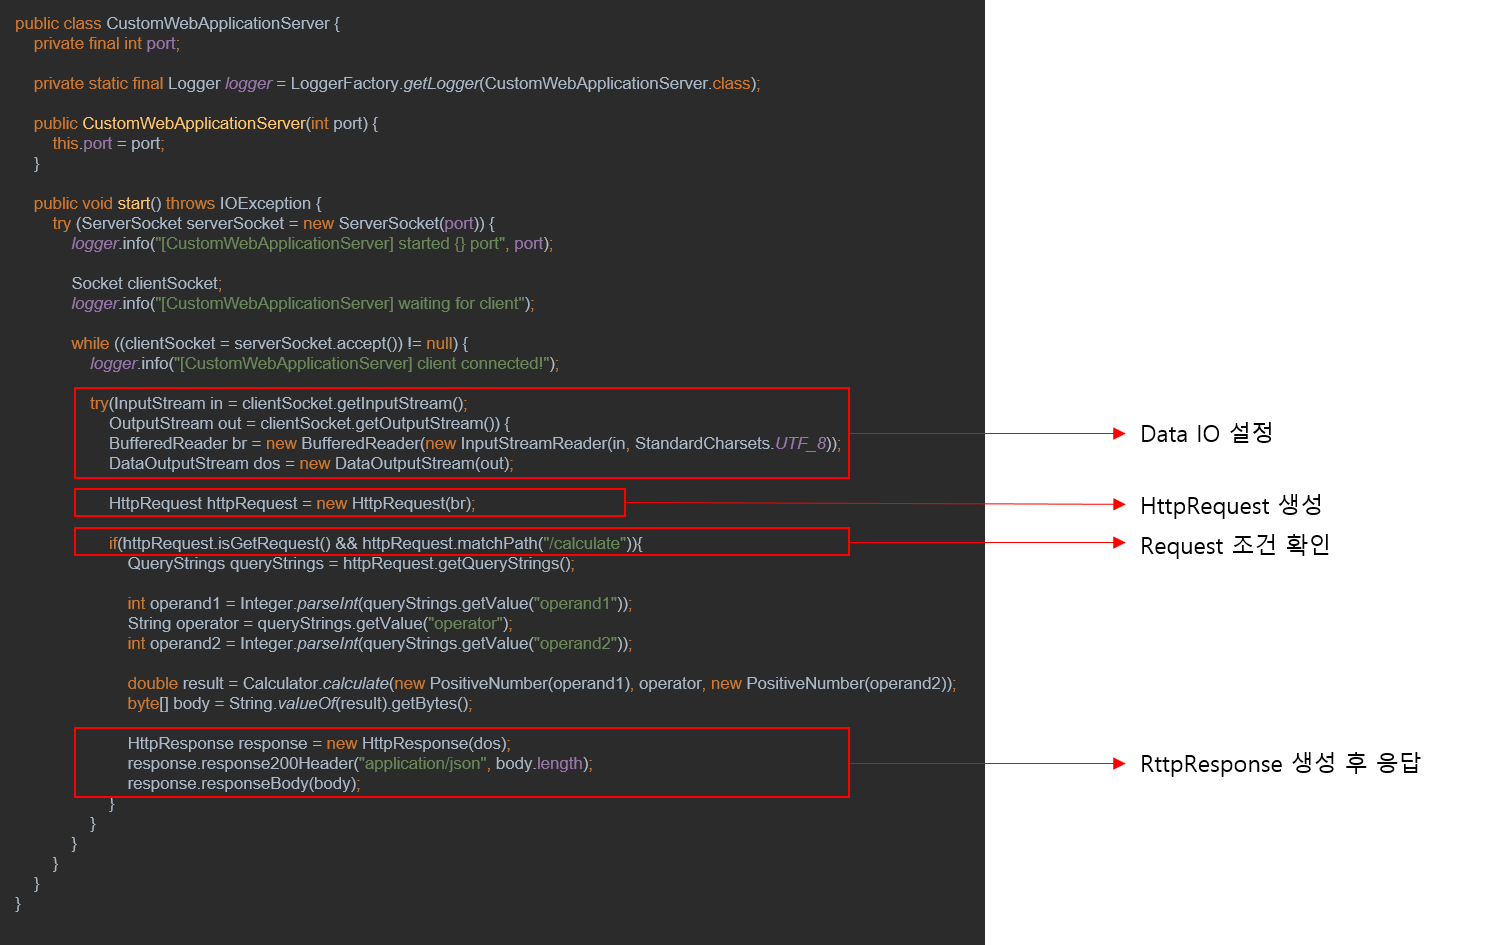 public class CustomWebApplicationServer {
private final int port;
private static final Logger logger = LoggerFactory.getLogger(CustomWebApplicationServer.class);
public CustomWebApplicationServer(int port) {
this.port = port;
}
public void start() throws IOException {
try (ServerSocket serverSocket = new ServerSocket(port)) {
logger.info("[CustomWebApplicationServer] started {} port", port);
Socket clientSocket;
logger.info("[CustomWebApplicationServer] waiting for client");
while ((clientSocket = serverSocket.accept()) != null) {
logger.info("[CustomWebApplicationServer] client connected!");
try(InputStream in = clientSocket.getInputStream();
OutputStream out = clientSocket.getOutputStream()) {
BufferedReader br = new BufferedReader(new InputStreamReader(in, StandardCharsets.UTF_8));
DataOutputStream dos = new DataOutputStream(out);
Data IO 설정
HttpRequest httpRequest = new HttpRequest(br);
HttpRequest 생성
if(httpRequest.isGetRequest() && httpRequest.matchPath("/calculate")){
Request 조건 확인
QueryStrings queryStrings = httpRequest.getQueryStrings();
int operand1 = Integer.parseInt(queryStrings.getValue("operand1"));
String operator = queryStrings.getValue("operator");
int operand2 = Integer.parseInt(queryStrings.getValue("operand2"));
double result = Calculator.calculate(new PositiveNumber(operand1), operator, new PositiveNumber(operand2));
byte[] body = String.valueOf(result).getBytes();
HttpResponse response = new HttpResponse(dos);
response.response200Header("application/json", body.length);
response.responseBody(body);
RttpResponse 생성 후 응답
}
}
}
}
}
}